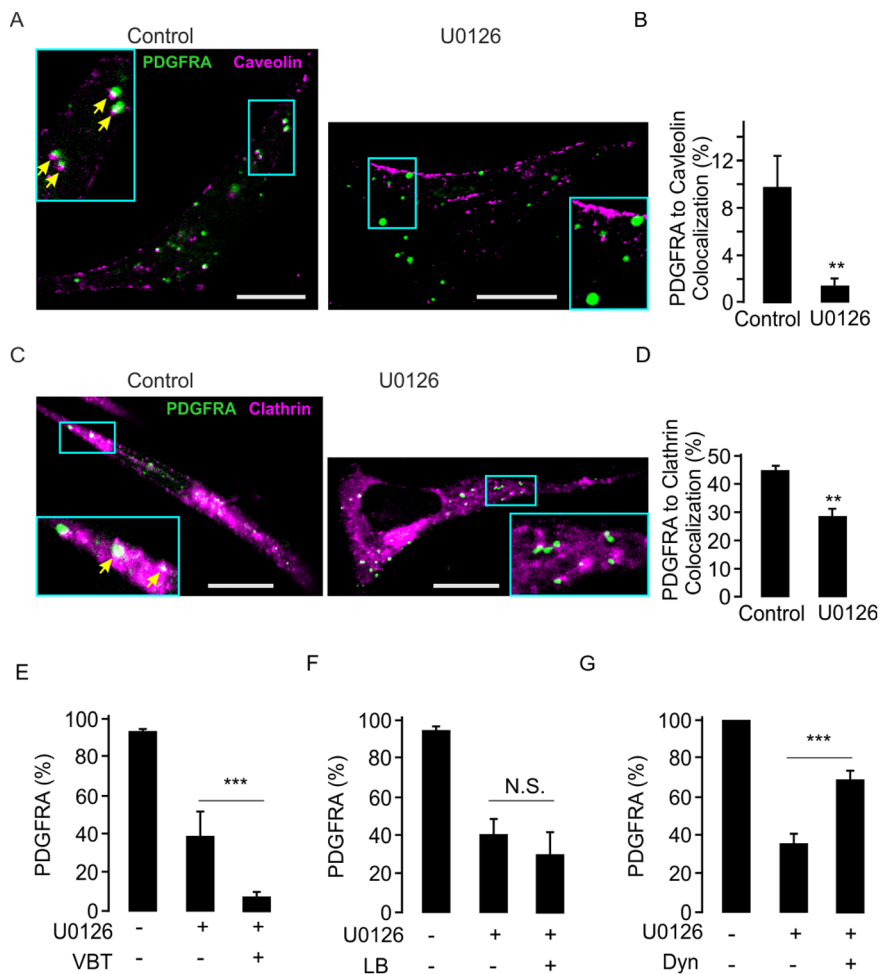 A
Control
U0126
B
PDGFRA Caveolin
PDGFRA to Cavleolin
Colocalization (%)
12
8
4
0
**
Control U0126
C
Control
U0126
D
PDGFRA Clathrin
PDGFRA to Clathrin
Colocalization (%)
50
40
30
20
10
0
**
Control U0126
E
PDGFRA (%)
100
80
60
40
20
0
***
U0126 - + +
VBT - - +
F
PDGFRA (%)
100
80
60
40
20
0
N.S.
U0126 - + +
LB - - +
G
PDGFRA (%)
100
80
60
40
20
0
***
U0126 - + +
Dyn - - +